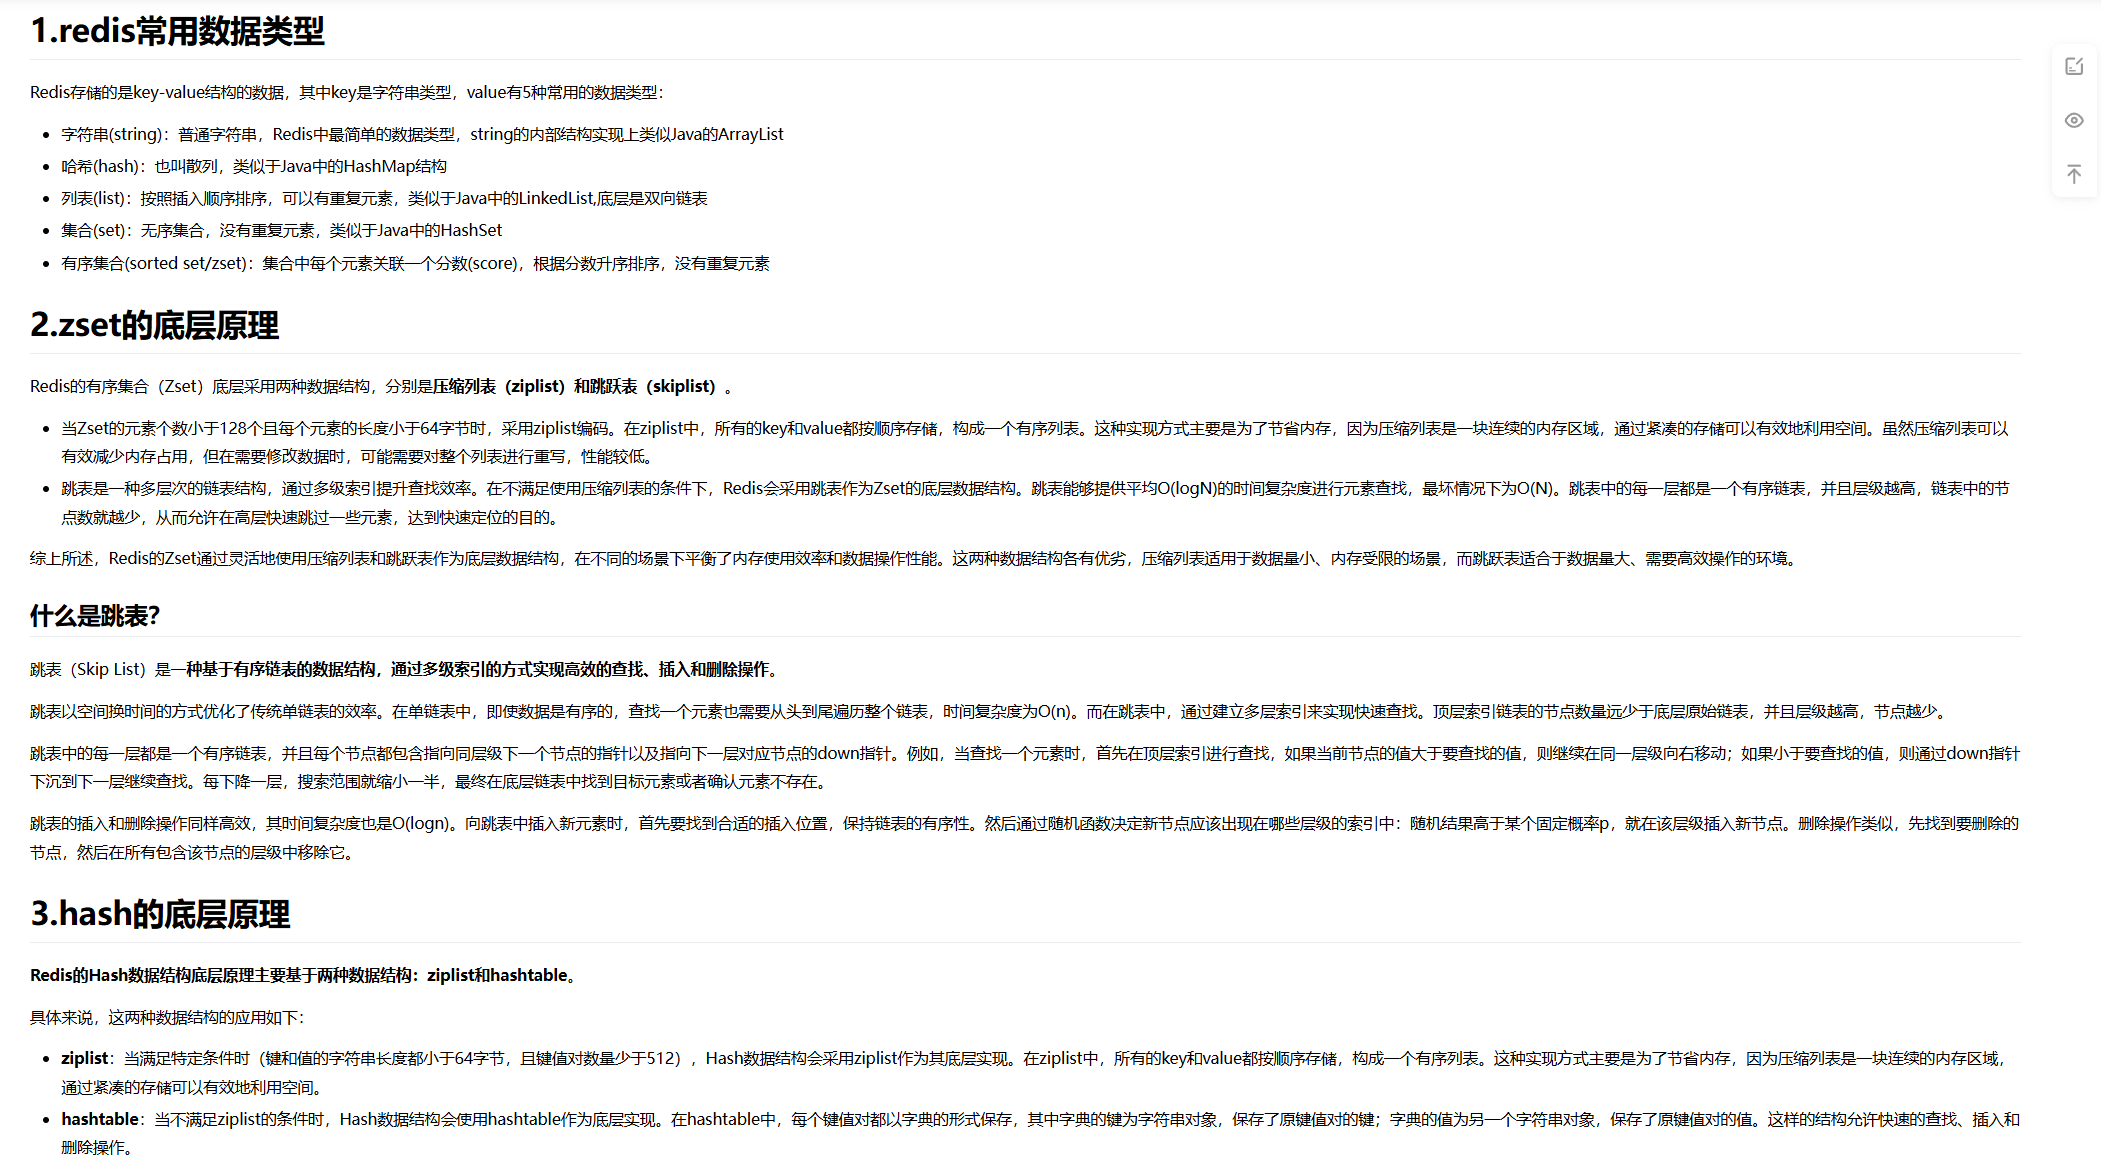 1.redis常用数据类型
Redis存储的是key-value结构的数据，其中key是字符串类型，value有5种常用的数据类型：
• 字符串(string)：普通字符串，Redis中最简单的数据类型，string的内部结构实现上类似Java的ArrayList
• 哈希(hash)：也叫散列，类似于Java中的HashMap结构
• 列表(list)：按照插入顺序排序，可以有重复元素，类似于Java中的LinkedList,底层是双向链表
• 集合(set)：无序集合，没有重复元素，类似于Java中的HashSet
• 有序集合(sorted set/zset)：集合中每个元素关联一个分数(score)，根据分数升序排序，没有重复元素
2.zset的底层原理
Redis的有序集合（Zset）底层采用两种数据结构，分别是压缩列表（ziplist）和跳跃表（skiplist）。
• 当Zset的元素个数小于128个且每个元素的长度小于64字节时，采用ziplist编码。在ziplist中，所有的key和value都按顺序存储，构成一个有序列表。这种实现方式主要是为了节省内存，因为压缩列表是一块连续的内存区域，通过紧凑的存储可以有效地利用空间。虽然压缩列表可以
有效减少内存占用，但在需要修改数据时，可能需要对整个列表进行重写，性能较低。
• 跳表是一种多层次的链表结构，通过多级索引提升查找效率。在不满足使用压缩列表的条件下，Redis会采用跳表作为Zset的底层数据结构。跳表能够提供平均O(logN)的时间复杂度进行元素查找，最坏情况下为O(N)。跳表中的每一层都是一个有序链表，并且层级越高，链表中的节
点数就越少，从而允许在高层快速跳过一些元素，达到快速定位的目的。
综上所述，Redis的Zset通过灵活地使用压缩列表和跳跃表作为底层数据结构，在不同的场景下平衡了内存使用效率和数据操作性能。这两种数据结构各有优劣，压缩列表适用于数据量小、内存受限的场景，而跳跃表适合于数据量大、需要高效操作的环境。
什么是跳表？
跳表（Skip List）是一种基于有序链表的数据结构，通过多级索引的方式实现高效的查找、插入和删除操作。
跳表以空间换时间的方式优化了传统单链表的效率。在单链表中，即使数据是有序的，查找一个元素也需要从头到尾遍历整个链表，时间复杂度为O(n)。而在跳表中，通过建立多层索引来实现快速查找。顶层索引链表的节点数量远少于底层原始链表，并且层级越高，节点越少。
跳表中的每一层都是一个有序链表，并且每个节点都包含指向同层级下一个节点的指针以及指向下一层对应节点的down指针。例如，当查找一个元素时，首先在顶层索引进行查找，如果当前节点的值大于要查找的值，则继续在同一层级向右移动；如果小于要查找的值，则通过down指针
下沉到下一层继续查找。每下降一层，搜索范围就缩小一半，最终在底层链表中找到目标元素或者确认元素不存在。
跳表的插入和删除操作同样高效，其时间复杂度也是O(logn)。向跳表中插入新元素时，首先要找到合适的插入位置，保持链表的有序性。然后通过随机函数决定新节点应该出现在哪些层级的索引中：随机结果高于某个固定概率p，就在该层级插入新节点。删除操作类似，先找到要删除的
节点，然后在所有包含该节点的层级中移除它。
3.hash的底层原理
Redis的Hash数据结构底层原理主要基于两种数据结构：ziplist和hashtable。
具体来说，这两种数据结构的应用如下：
• ziplist：当满足特定条件时（键和值的字符串长度都小于64字节，且键值对数量少于512），Hash数据结构会采用ziplist作为其底层实现。在ziplist中，所有的key和value都按顺序存储，构成一个有序列表。这种实现方式主要是为了节省内存，因为压缩列表是一块连续的内存区域，
通过紧凑的存储可以有效地利用空间。
• hashtable：当不满足ziplist的条件时，Hash数据结构会使用hashtable作为底层实现。在hashtable中，每个键值对都以字典的形式保存，其中字典的键为字符串对象，保存了原键值对的键；字典的值为另一个字符串对象，保存了原键值对的值。这样的结构允许快速的查找、插入和
删除操作。